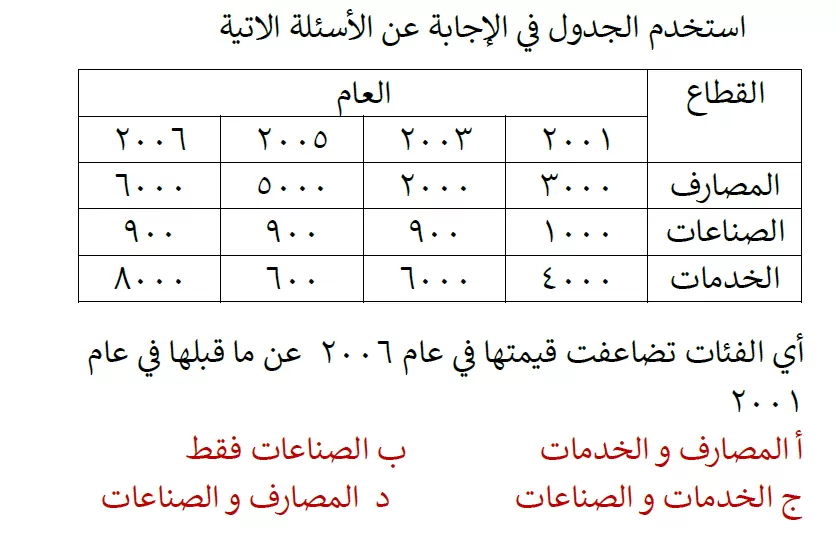 استخدم الجدول في الإجابة عن الأسئلة الاتية
القطاع العام
٢٠٠١ ٢٠٠٣ ٢٠٠٥ ٢٠٠٦
المصارف ٣٠٠٠ ٢٠٠٠ ٥٠٠٠ ٦٠٠٠
الصناعات ١٠٠٠ ٩٠٠ ٩٠٠ ٩٠٠
الخدمات ٤٠٠٠ ٦٠٠٠ ٦٠٠ ٨٠٠٠
أي الفئات تضاعفت قيمتها في عام ٢٠٠٦ عن ما قبلها في عام
٢٠٠١
أ المصارف و الخدمات ب الصناعات فقط
ج الخدمات و الصناعات د المصارف و الصناعات